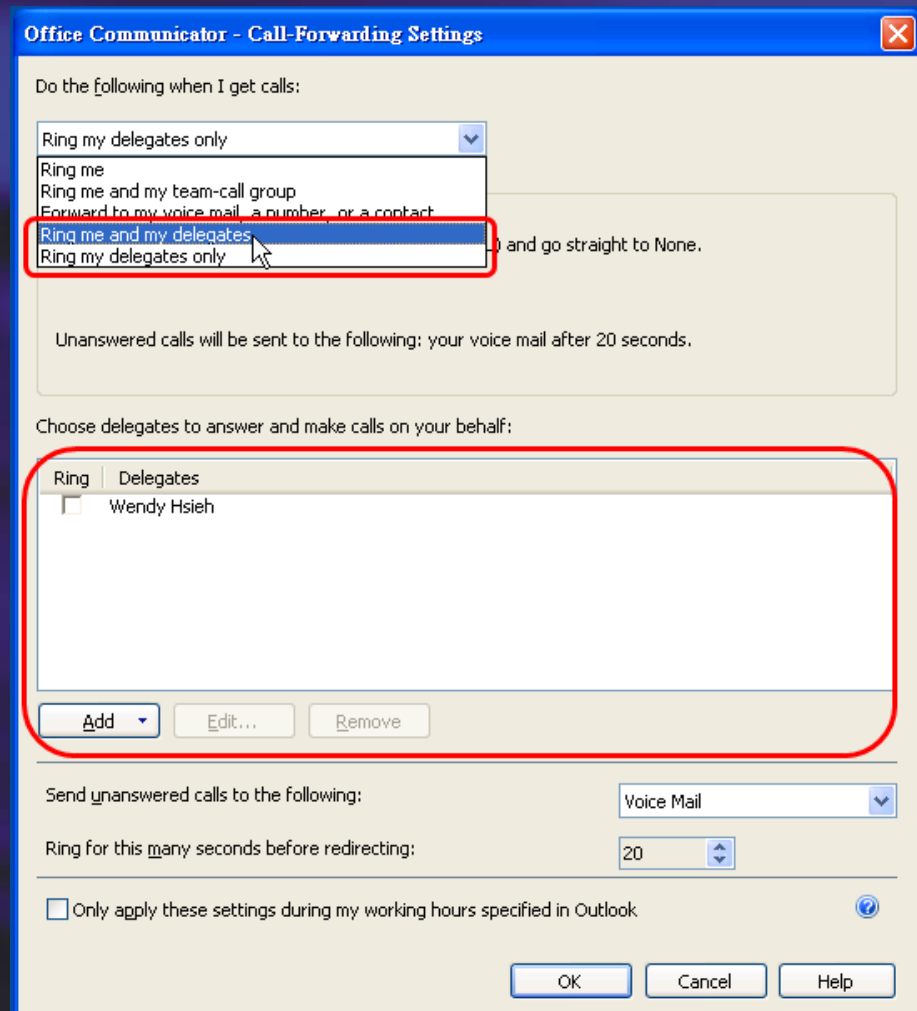 Office Communicator - Call-Forwarding Settings
Do the following when I get calls:
Ring my delegates only
Ring me
Ring me and my team-call group
Forward to my voice mail, a number, or a contact
Ring me and my delegates
Ring my delegates only
and go straight to None.
Unanswered calls will be sent to the following: your voice mail after 20 seconds.
Choose delegates to answer and make calls on your behalf:
Ring Delegates
Wendy Hsieh
Add Edit... Remove
Send unanswered calls to the following: Voice Mail
Ring for this many seconds before redirecting: 20
Only apply these settings during my working hours specified in Outlook
OK Cancel Help